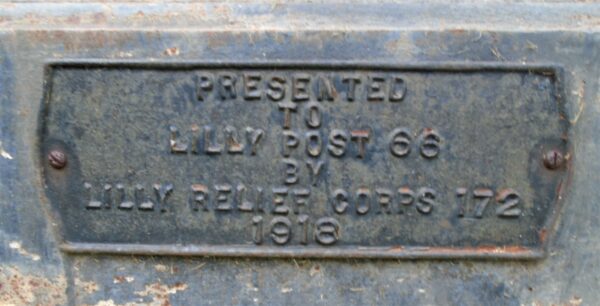 PRESENTED
TO
LILLY POST 66
BY
LILLY RELIEF CORPS 172
1918